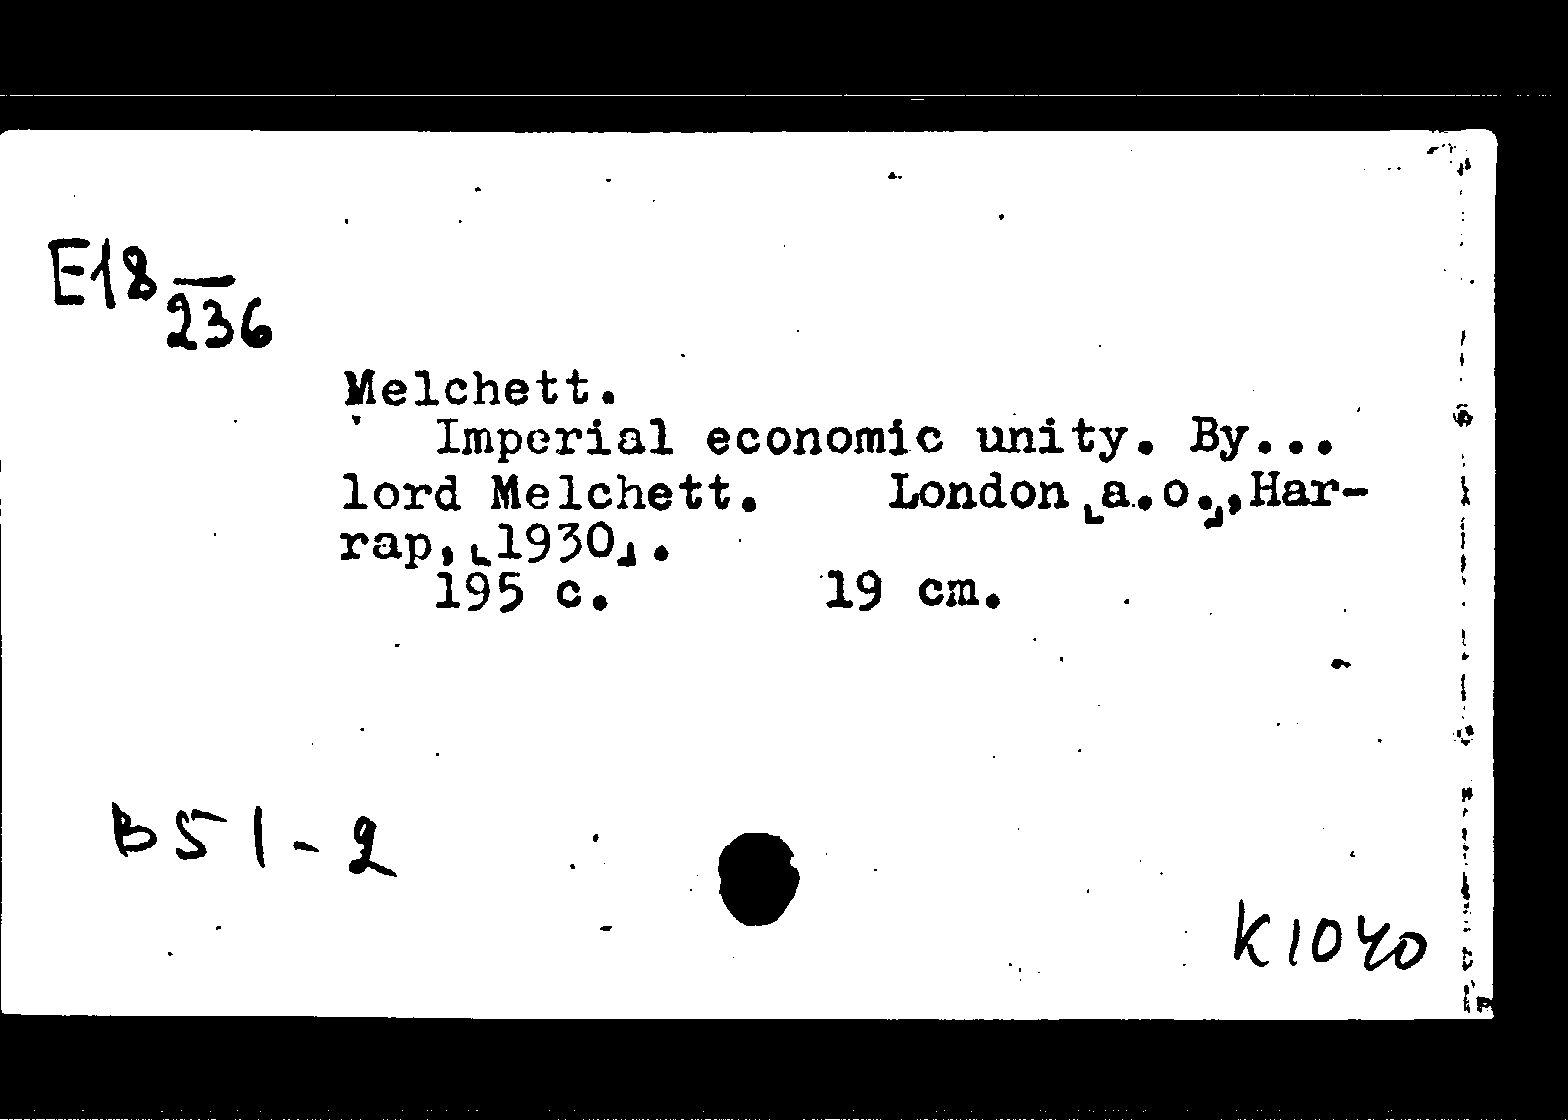 E18 —
236
Melchett.
Imperial economic unity. By...
lord Melchett. London [a.o.], Har-
rap, [1930].
195 c. 19 cm.
B51-2
K1040